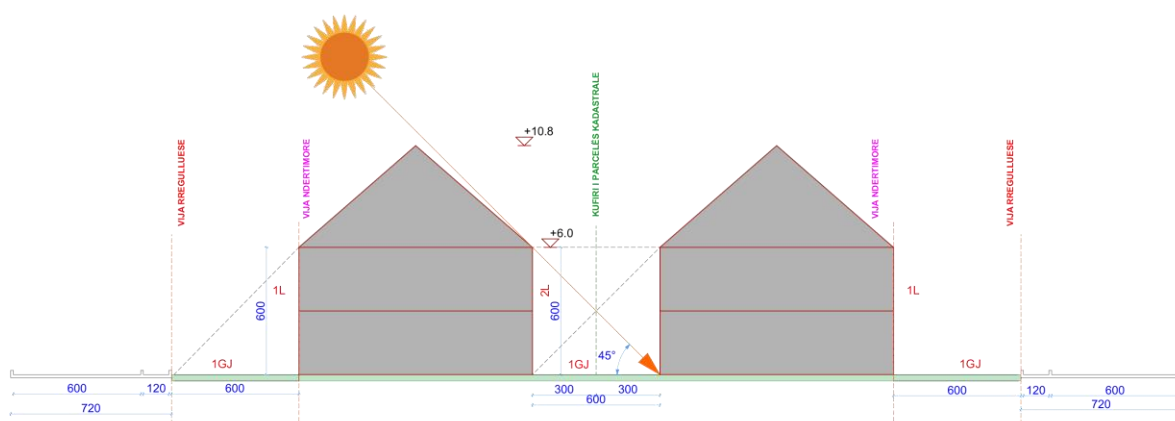 +10.8
VIJA RREGULLUESE
VIJA NDERTIMORE
KUFIRI I PARCELËS KADASTRALE
VIJA NDERTIMORE
VIJA RREGULLUESE
+6.0
1L
600
2L
600
1L
45°
1GJ
1GJ
1GJ
600
120
600
300
300
600
120
600
720
600
720